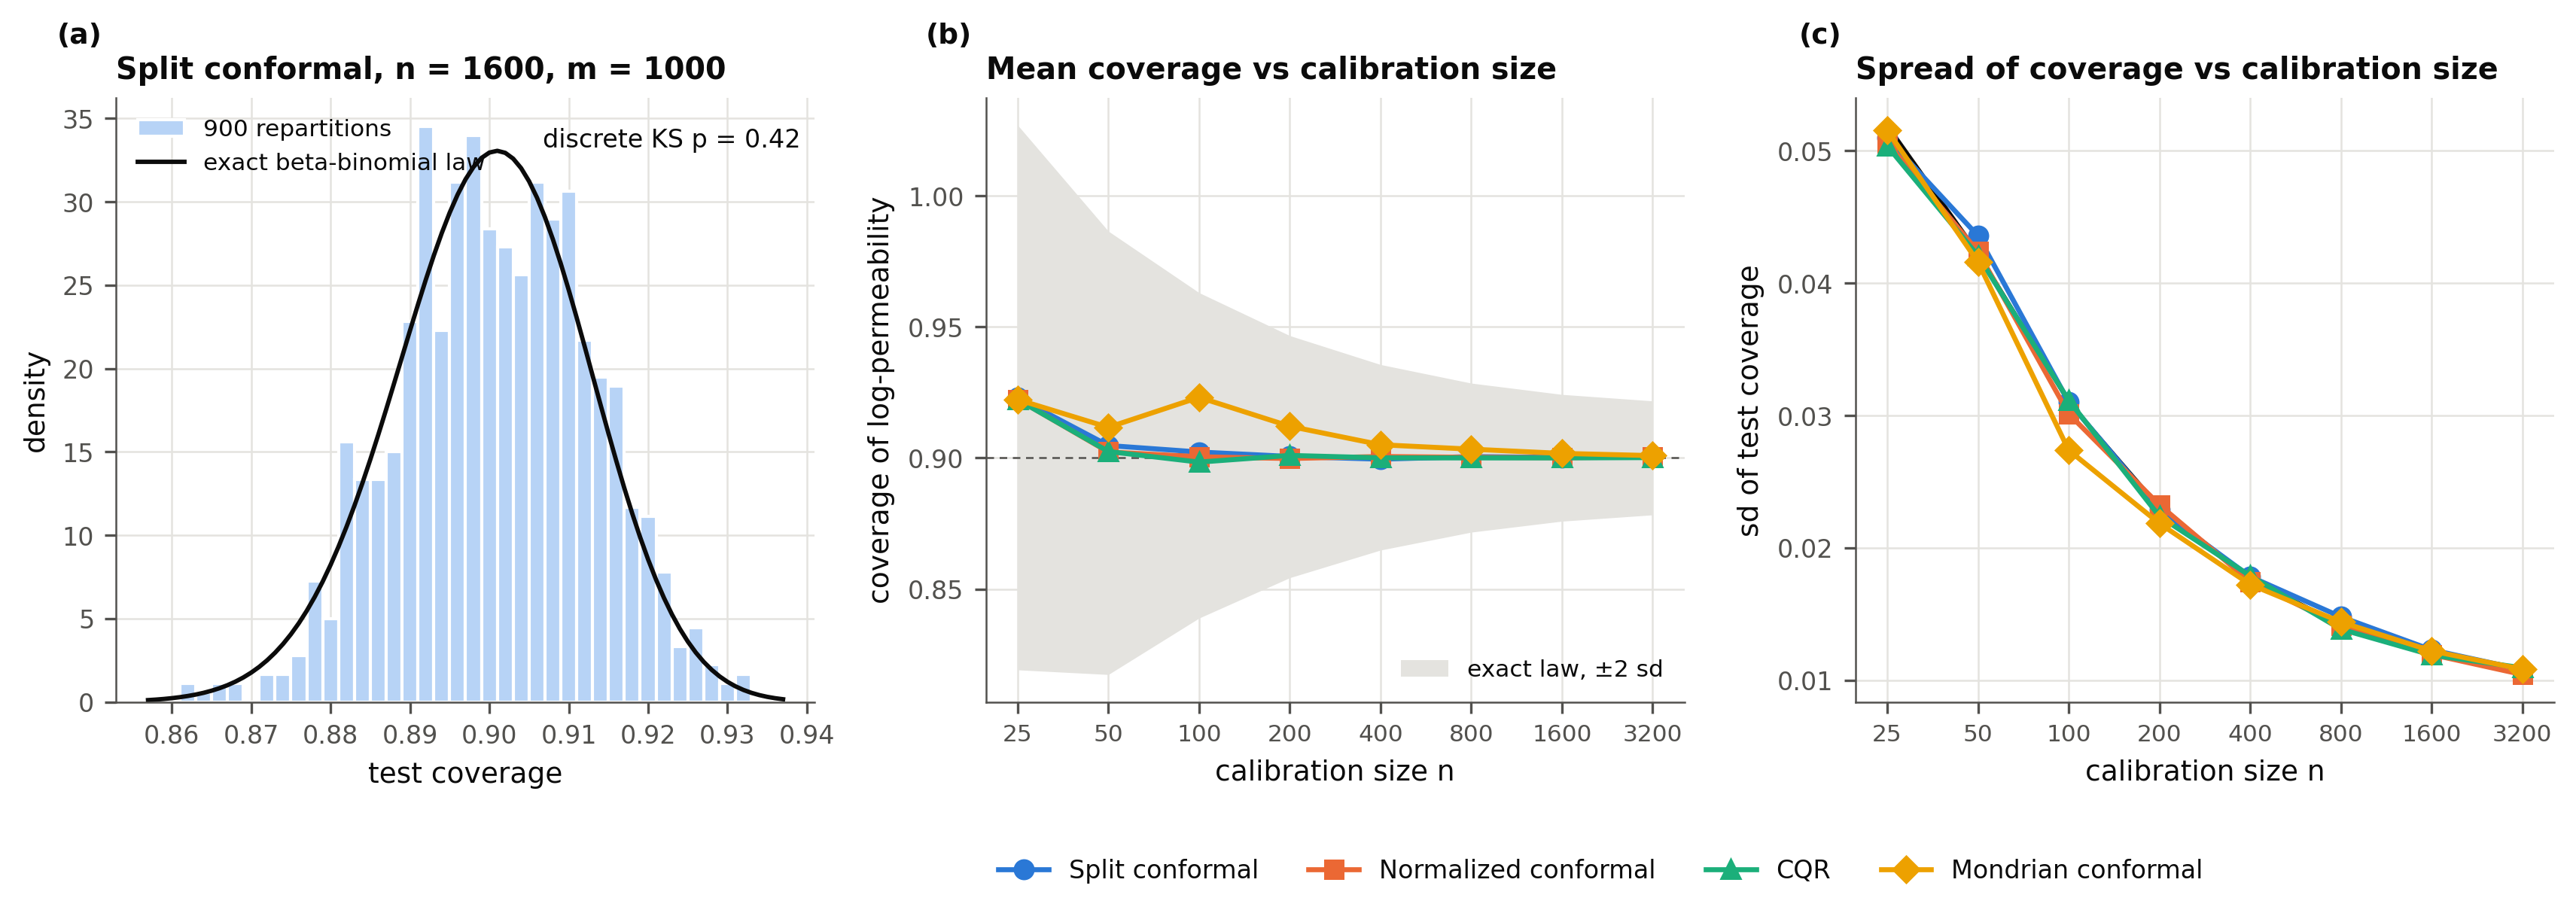 (a)
Split conformal, n = 1600, m = 1000
900 repartitions
exact beta-binomial law
discrete KS p = 0.42
35
30
25
20
15
10
5
0
density
0.86 0.87 0.88 0.89 0.90 0.91 0.92 0.93 0.94
test coverage
(b)
Mean coverage vs calibration size
1.00
0.95
0.90
0.85
coverage of log-permeability
exact law, ±2 sd
25 50 100 200 400 800 1600 3200
calibration size n
(c)
Spread of coverage vs calibration size
0.05
0.04
0.03
0.02
0.01
sd of test coverage
25 50 100 200 400 800 1600 3200
calibration size n
Split conformal Normalized conformal CQR Mondrian conformal